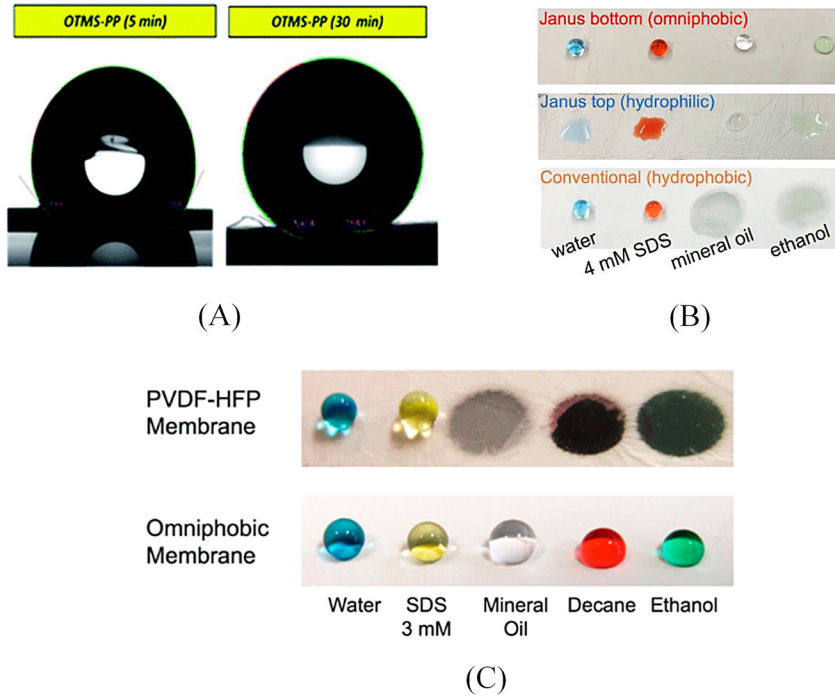 OTMS-PP (5 min)
OTMS-PP (30 min)
(A)
Janus bottom (omniphobic)
Janus top (hydrophilic)
Conventional (hydrophobic)
water
4 mM SDS
mineral oil
ethanol
(B)
PVDF-HFP
Membrane
Omniphobic
Membrane
Water
SDS
3 mM
Mineral
Oil
Decane
Ethanol
(C)